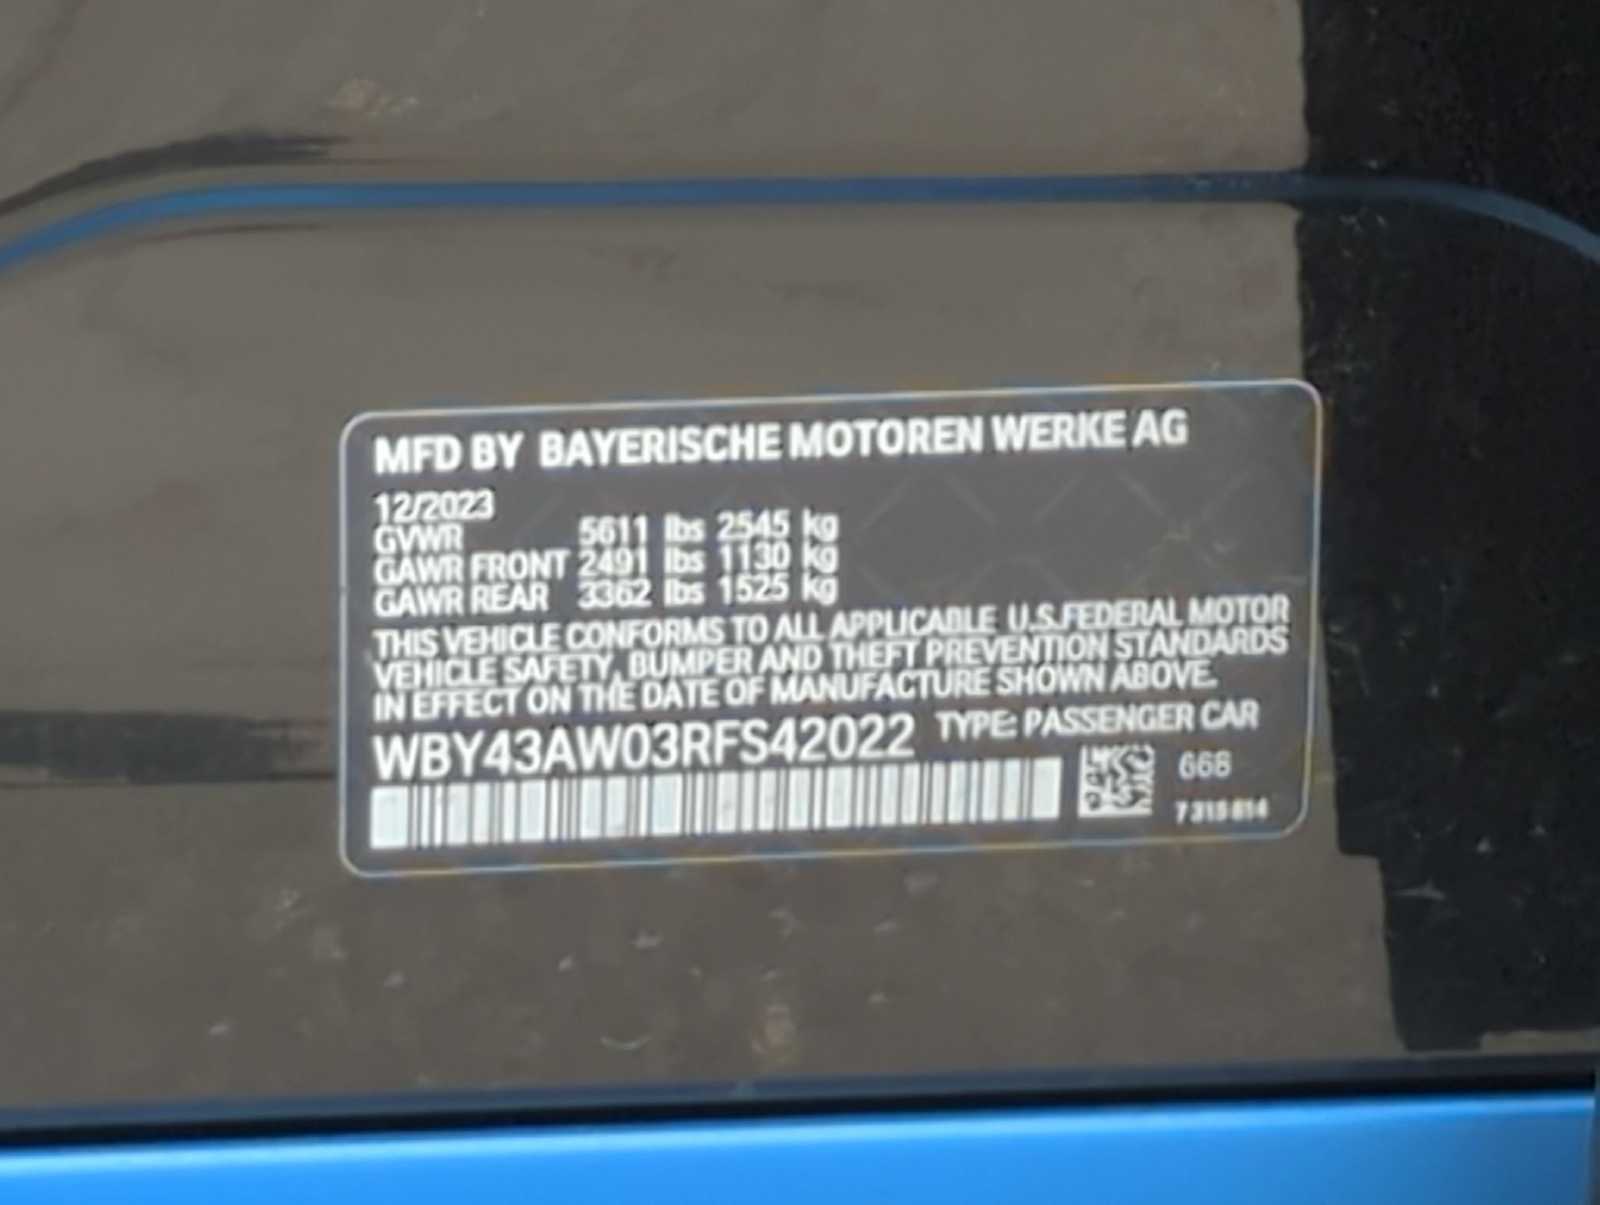 MFD BY BAYERISCHE MOTOREN WERKE AG
12/2023
GVWR 5611 lbs 2545 kg
GAWR FRONT 2491 lbs 1130 kg
GAWR REAR 3362 lbs 1525 kg
THIS VEHICLE CONFORMS TO ALL APPLICABLE U.S.FEDERAL MOTOR
VEHICLE SAFETY, BUMPER AND THEFT PREVENTION STANDARDS
IN EFFECT ON THE DATE OF MANUFACTURE SHOWN ABOVE.
WBY43AW03RFS42022 TYPE: PASSENGER CAR